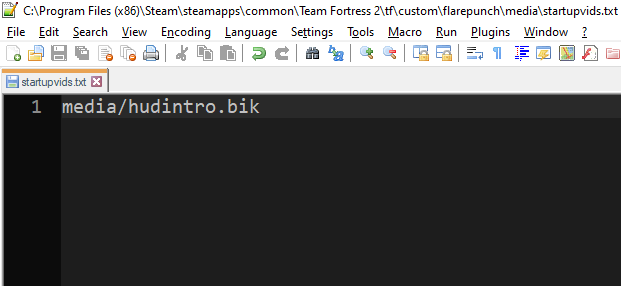 C:\Program Files (x86)\Steam\steamapps\common\Team Fortress 2\tf\custom\flarepunch\media\startupvids.txt
File Edit Search View Encoding Language Settings Tools Macro Run Plugins Window ?
startupvids.txt
1 media/hudintro.bik